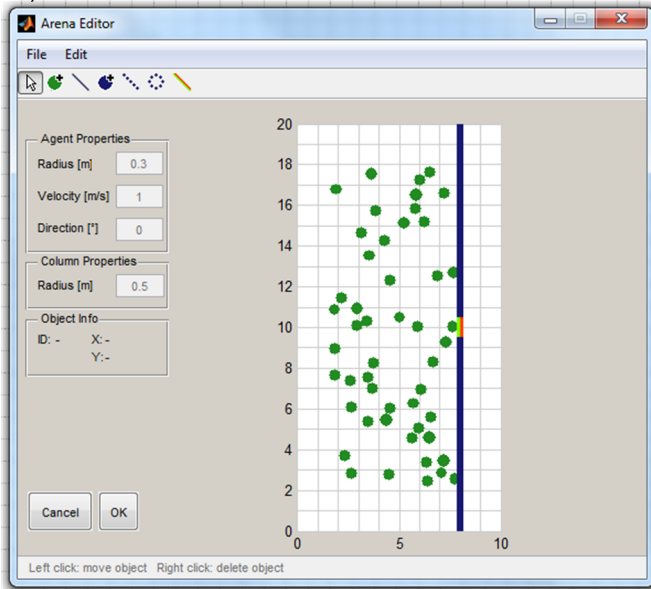 Arena Editor
File Edit
Agent Properties
Radius [m] 0.3
Velocity [m/s] 1
Direction [°] 0
Column Properties
Radius [m] 0.5
Object Info
ID: - X: -
Y:-
Cancel OK
20
18
16
14
12
10
8
6
4
2
0
0 5 10
Left click: move object Right click: delete object